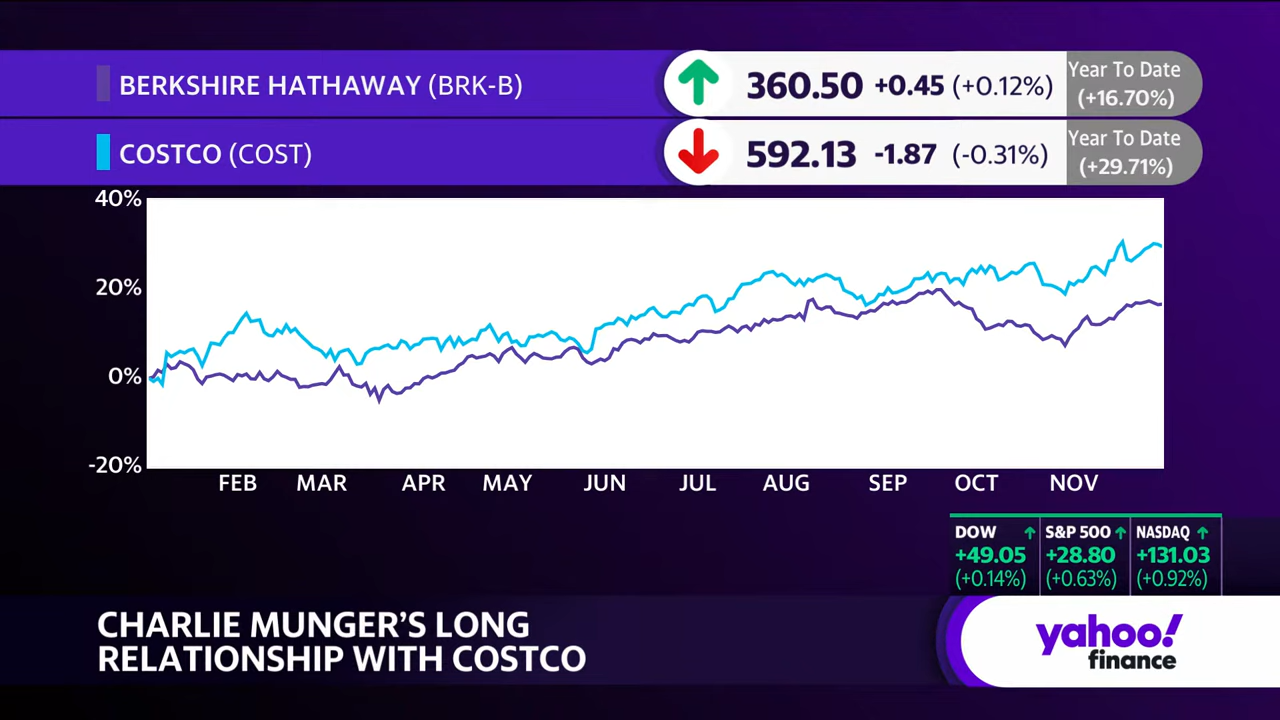 BERKSHIRE HATHAWAY (BRK-B)
360.50 +0.45 (+0.12%)
Year To Date
(+16.70%)
COSTCO (COST)
592.13 -1.87 (-0.31%)
Year To Date
(+29.71%)
40%
20%
0%
-20%
FEB MAR APR MAY JUN JUL AUG SEP OCT NOV
DOW
+49.05
(+0.14%)
S&P 500
+28.80
(+0.63%)
NASDAQ
+131.03
(+0.92%)
CHARLIE MUNGER'S LONG
RELATIONSHIP WITH COSTCO
yahoo!
finance